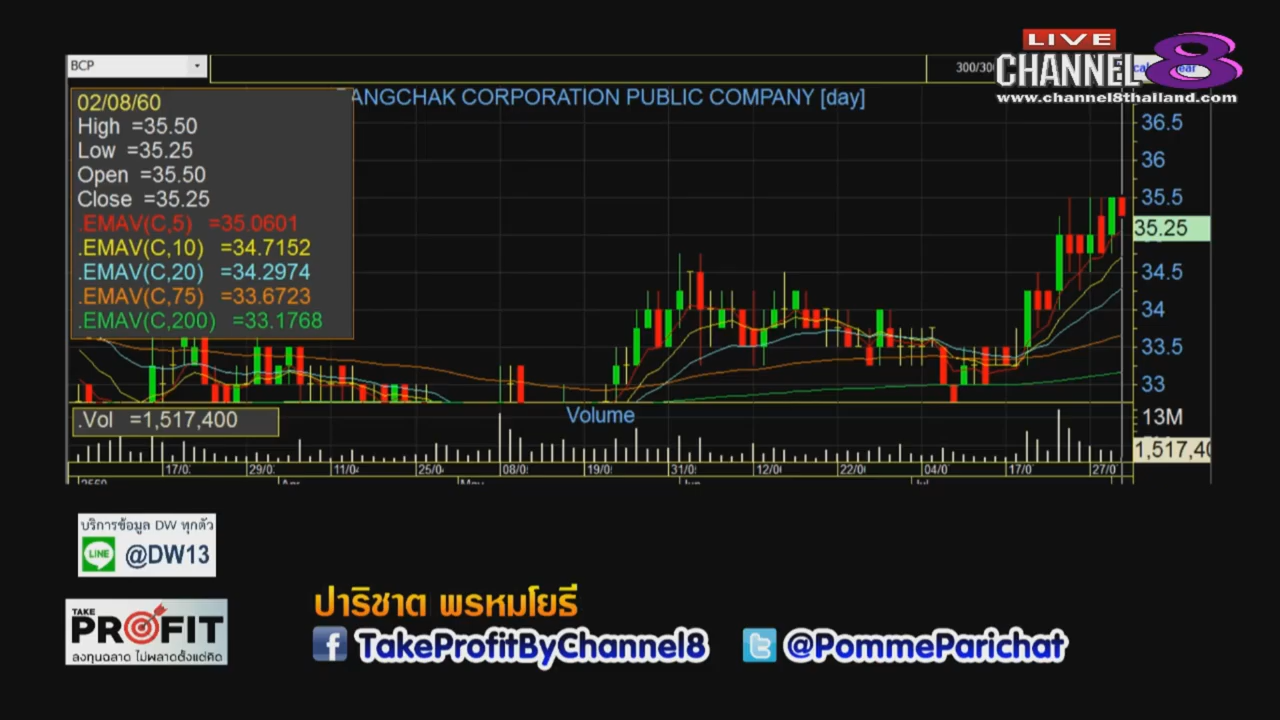 LIVE
CHANNEL 8
www.channel8thailand.com
BCP
BANGCHAK CORPORATION PUBLIC COMPANY [day]
02/08/60
High =35.50
Low =35.25
Open =35.50
Close =35.25
.EMAV(C,5) =35.0601
.EMAV(C,10) =34.7152
.EMAV(C,20) =34.2974
.EMAV(C,75) =33.6723
.EMAV(C,200) =33.1768
36.5
36
35.5
35.25
34.5
34
33.5
33
.Vol =1,517,400
Volume
13M
1,517,40
17/0 29/0 11/0 25/0 08/0 19/0 31/0 12/0 22/0 04/0 17/0 27/0
บริการข้อมูล DW ทุกตัว
LINE @DW13
TAKE
PROFIT
ลงทุนฉลาด ไม่พลาดตั้งแต่คิด
ปาริชาต พรหมโยธี
f TakeProfitByChannel8 @PommeParichat